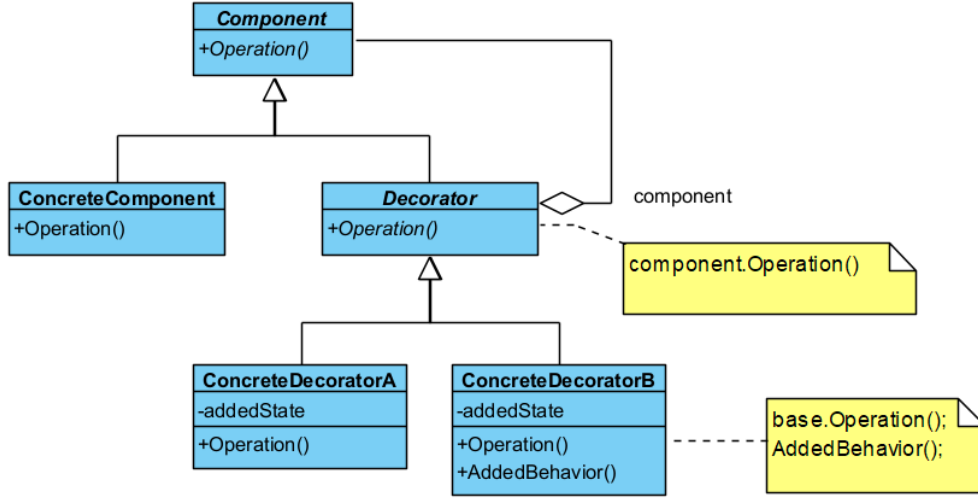 Component
+Operation()
ConcreteComponent
+Operation()
Decorator
+Operation()
component
component.Operation()
ConcreteDecoratorA
-addedState
+Operation()
ConcreteDecoratorB
-addedState
+Operation()
+AddedBehavior()
base.Operation();
AddedBehavior();